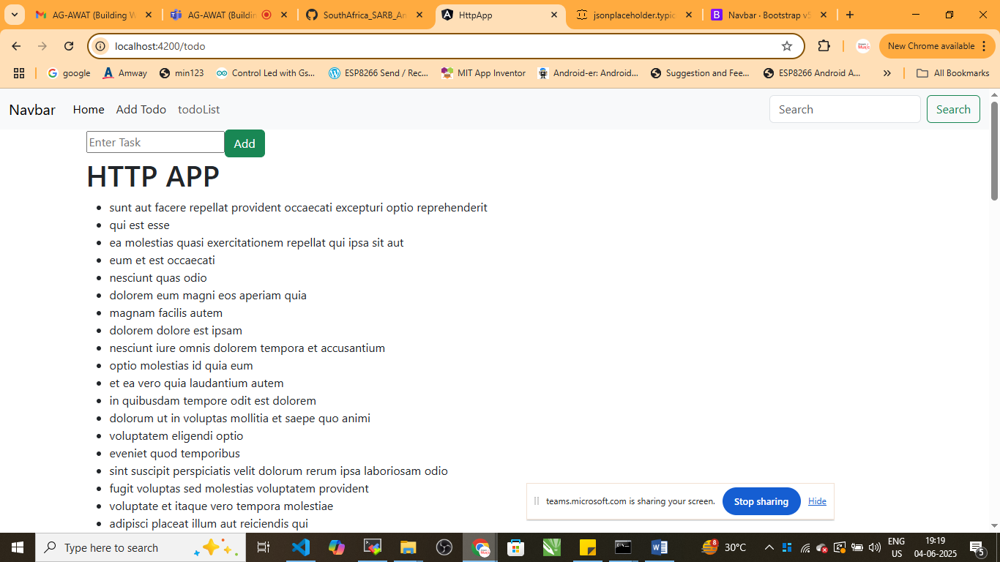 AG-AWAT (Building W
AG-AWAT (Buildin
SouthAfrica_SARB_An
HttpApp
jsonplaceholder.typic
Navbar · Bootstrap v5
localhost:4200/todo
New Chrome available
google
Amway
min123
Control Led with Gs...
ESP8266 Send / Rec...
MIT App Inventor
Android-er: Android...
Suggestion and Fee...
ESP8266 Android A...
All Bookmarks
Navbar Home Add Todo todoList Search Search
Enter Task Add
HTTP APP
sunt aut facere repellat provident occaecati excepturi optio reprehenderit
qui est esse
ea molestias quasi exercitationem repellat qui ipsa sit aut
eum et est occaecati
nesciunt quas odio
dolorem eum magni eos aperiam quia
magnam facilis autem
dolorem dolore est ipsam
nesciunt iure omnis dolorem tempora et accusantium
optio molestias id quia eum
et ea vero quia laudantium autem
in quibusdam tempore odit est dolorem
dolorum ut in voluptas mollitia et saepe quo animi
voluptatem eligendi optio
eveniet quod temporibus
sint suscipit perspiciatis velit dolorum rerum ipsa laboriosam odio
fugit voluptas sed molestias voluptatem provident
voluptate et itaque vero tempora molestiae
adipisci placeat illum aut reiciendis qui
teams.microsoft.com is sharing your screen. Stop sharing Hide
Type here to search
8
30°C
ENG
US
19:19
04-06-2025
5